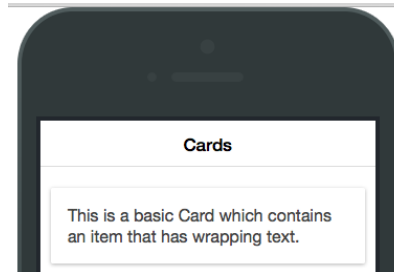 Cards
This is a basic Card which contains
an item that has wrapping text.